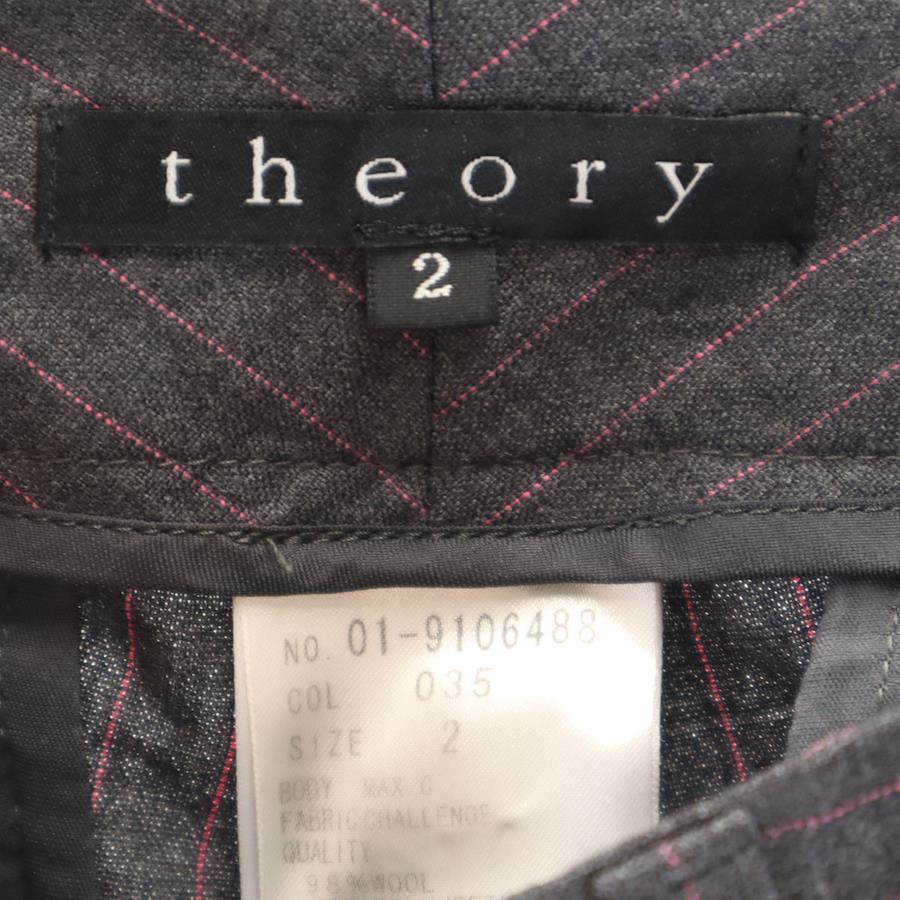 theory
2
NO. 01-9106488
COL 035
SIZE 2
BODY MAX C
FABRIC CHALLENGE
QUALITY
98%WOOL